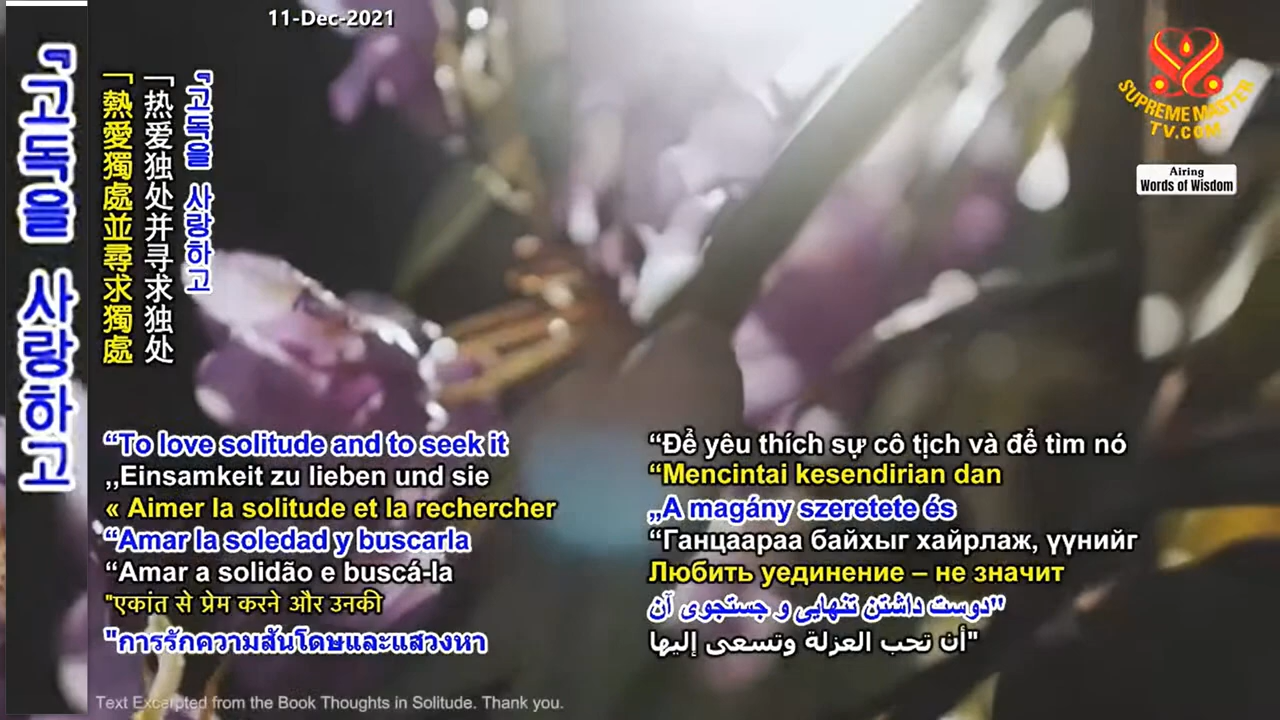 11-Dec-2021
『고독을 사랑하고
「熱愛獨處並尋求獨處
「热爱独处并寻求独处
『고독을 사랑하고
SUPREME MASTER
TV.COM
Airing
Words of Wisdom
“To love solitude and to seek it
,,Einsamkeit zu lieben und sie
« Aimer la solitude et la rechercher
“Amar la soledad y buscarla
“Amar a solidão e buscá-la
"एकांत से प्रेम करने और उनकी
"การรักความสันโดษและแสวงหา
“Để yêu thích sự cô tịch và để tìm nó
“Mencintai kesendirian dan
„A magány szeretete és
“Ганцаараа байхыг хайрлаж, үүнийг
Любить уединение – не значит
"دوست داشتن تنهایی و جستجوی آن
"أن تحب العزلة وتسعى إليها
Text Excerpted from the Book Thoughts in Solitude. Thank you.